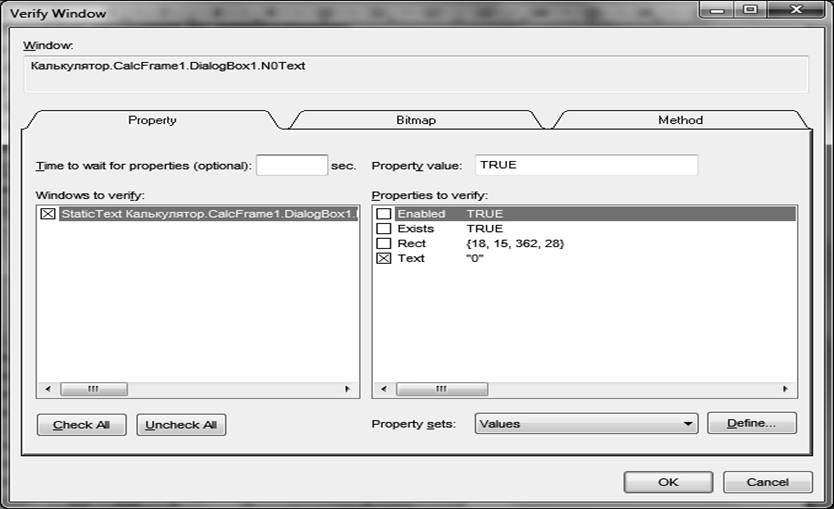 Verify Window
Window:
Калькулятор.CalcFrame1.DialogBox1.N0Text
Property Bitmap Method
Time to wait for properties (optional): sec. Property value: TRUE
Windows to verify: Properties to verify:
StaticText Калькулятор.CalcFrame1.DialogBox1. Enabled TRUE
Exists TRUE
Rect {18, 15, 362, 28}
Text "0"
Check All Uncheck All Property sets: Values Define...
OK Cancel